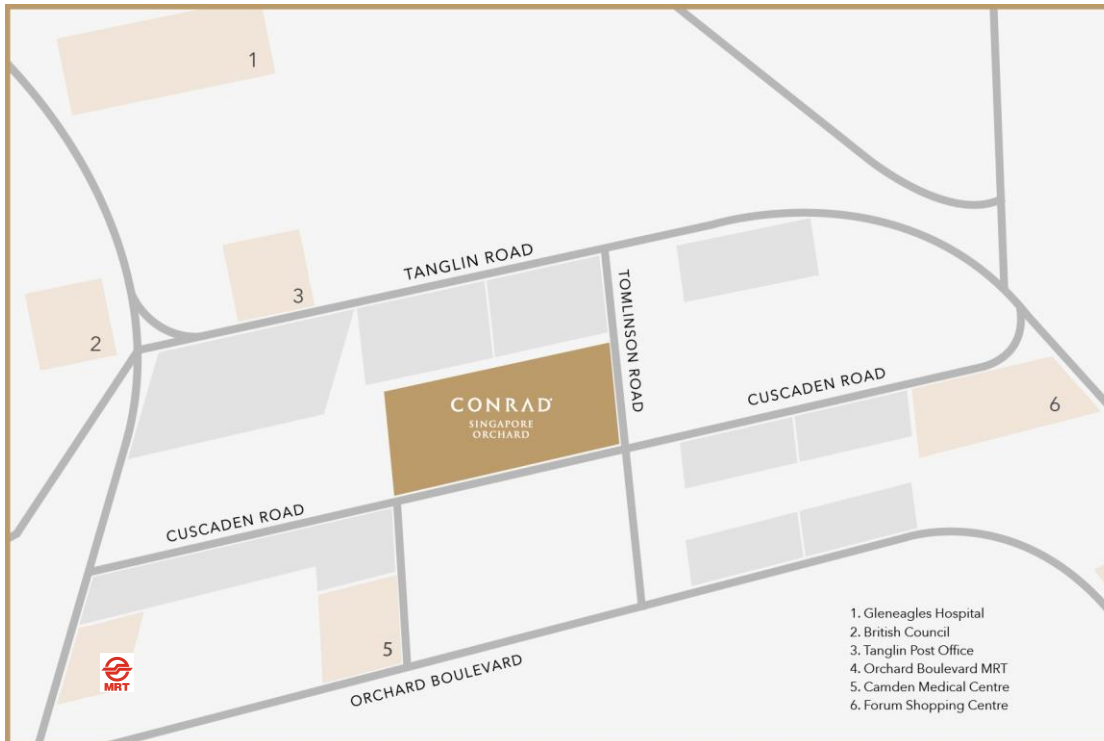 1
TANGLIN ROAD
3
2
TOMLINSON ROAD
CONRAD
SINGAPORE
ORCHARD
CUSCADEN ROAD
6
CUSCADEN ROAD
5
MRT
ORCHARD BOULEVARD
1. Gleneagles Hospital
2. British Council
3. Tanglin Post Office
4. Orchard Boulevard MRT
5. Camden Medical Centre
6. Forum Shopping Centre